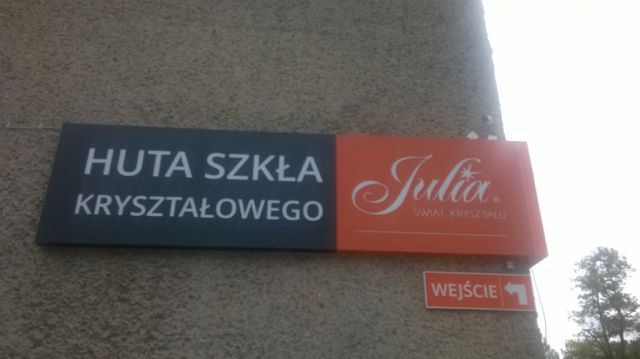 HUTA SZKŁA
KRYSZTAŁOWEGO
Julia®
ŚWIAT KRYSZTAŁU
WEJŚCIE